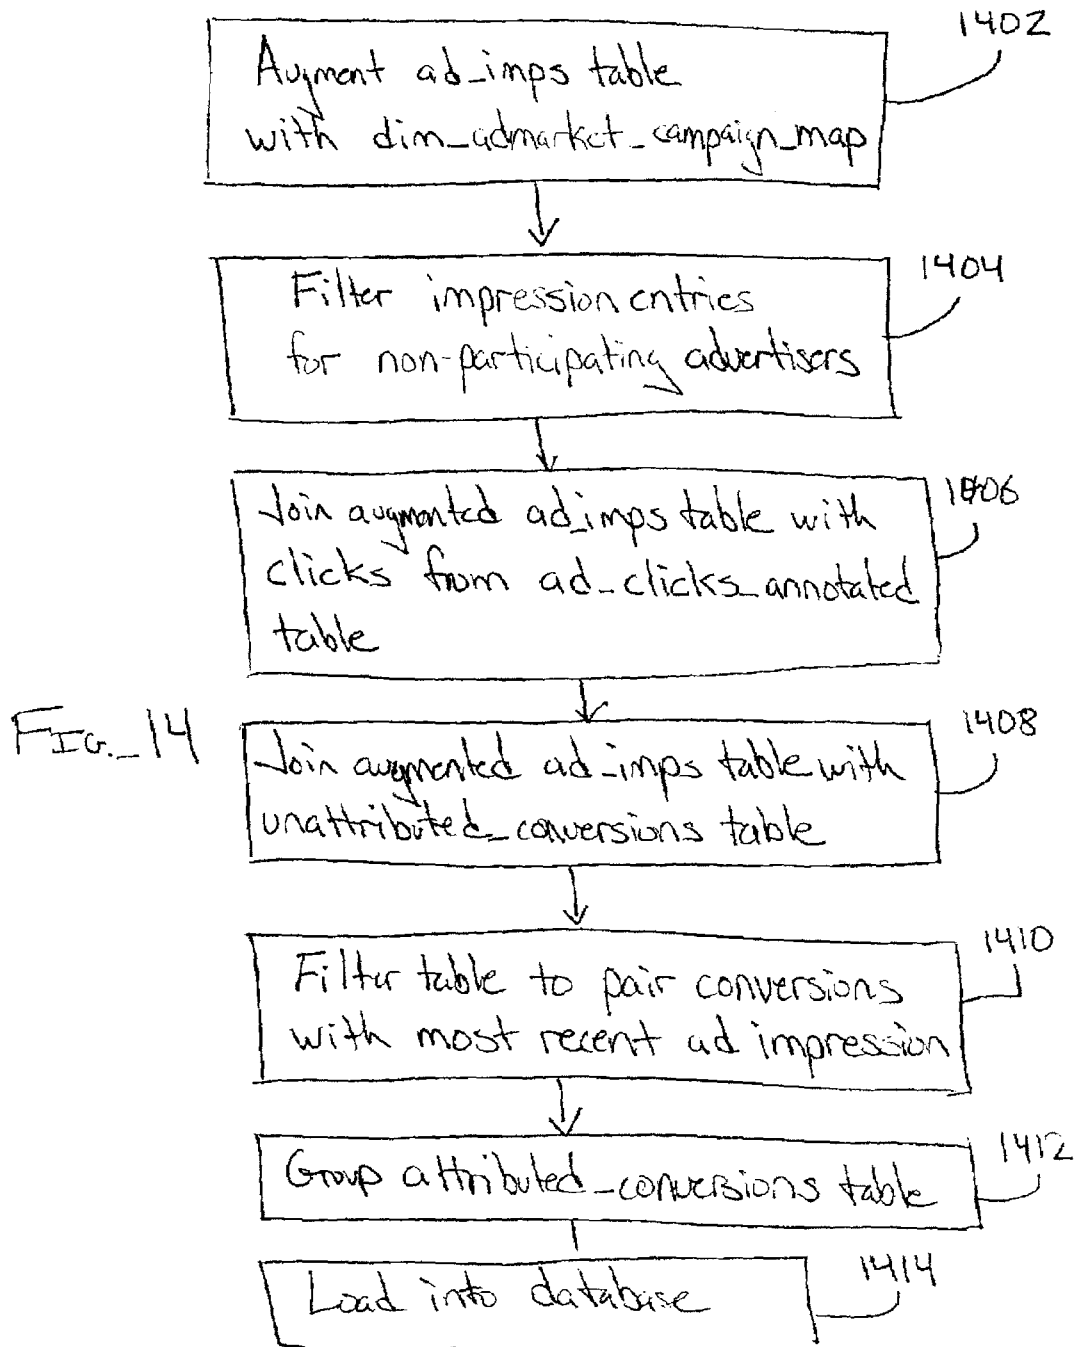 1402
Augment ad_imps table
with dim_admarket_campaign_map
1404
Filter impression entries
for non-participating advertisers
1406
Join augmented ad_imps table with
clicks from ad_clicks_annotated
table
FIG._14
1408
Join augmented ad_imps table with
unattributed_conversions table
1410
Filter table to pair conversions
with most recent ad impression
1412
Group attributed_conversions table
1414
Load into database